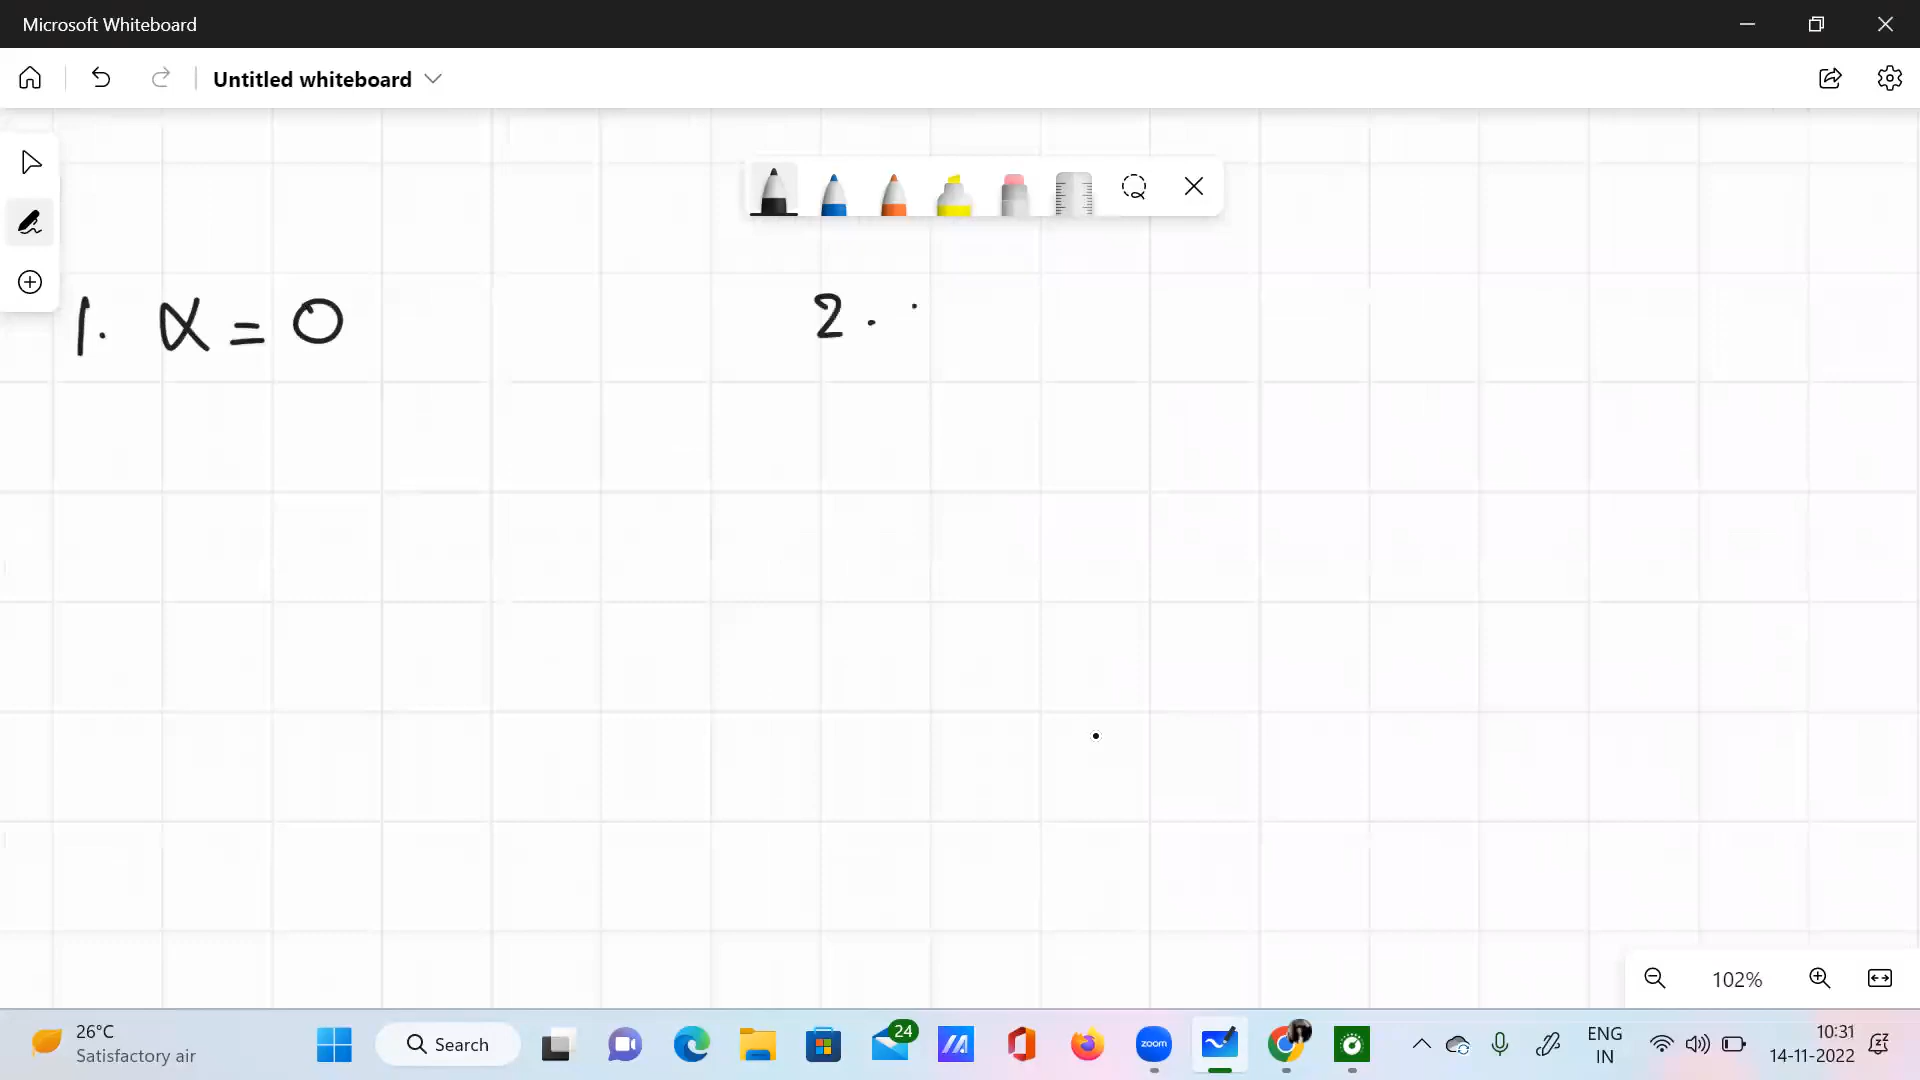 Microsoft Whiteboard
Untitled whiteboard
1. α = 0
2 .
102%
26°C
Satisfactory air
Search
24
zoom
ENG
IN
10:31
14-11-2022